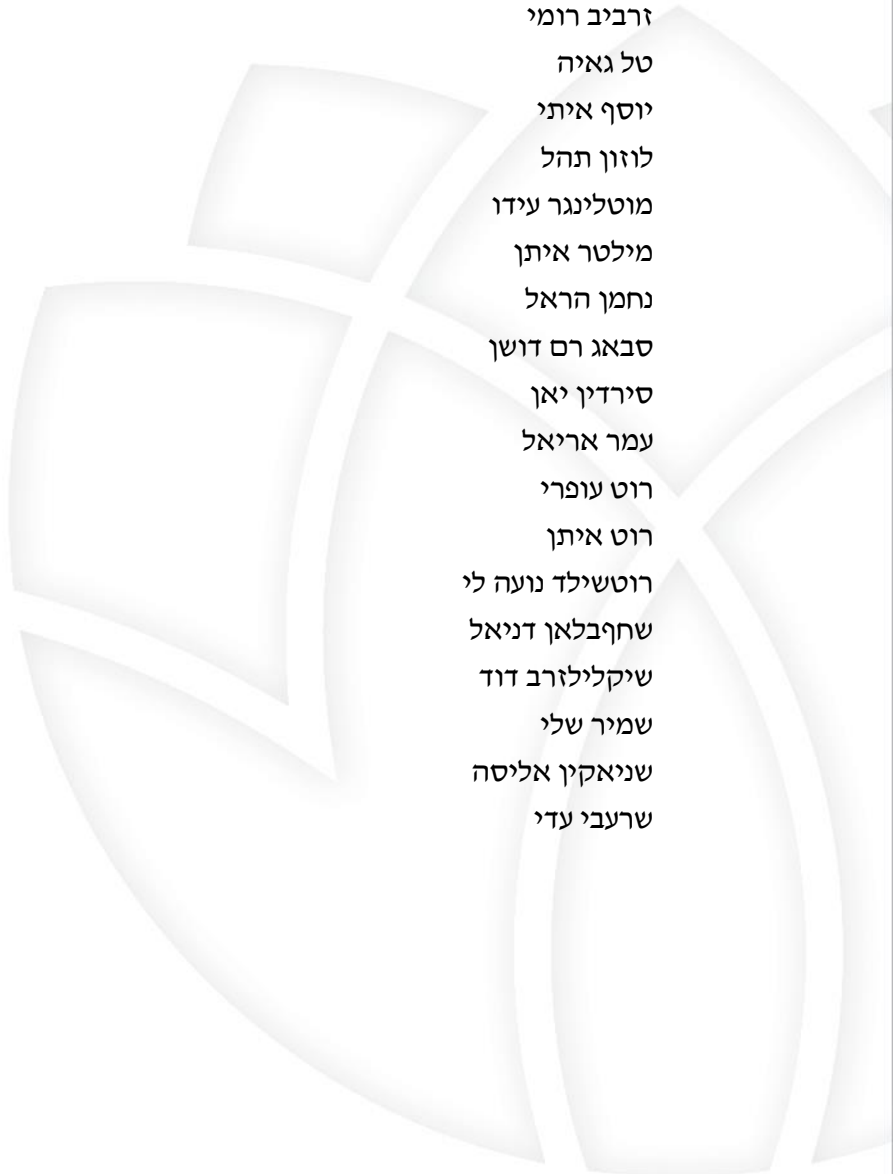 זרביב רומי
טל גאיה
יוסף איתי
לוזון תהל
מוטלינגר עידו
מילטר איתן
נחמן הראל
סבאג רם דושן
סירדין יאן
עמר אריאל
רוט עופרי
רוט איתן
רוטשילד נועה לי
שחףבלאן דניאל
שיקלילזרב דוד
שמיר שלי
שניאקין אליסה
שרעבי עדי